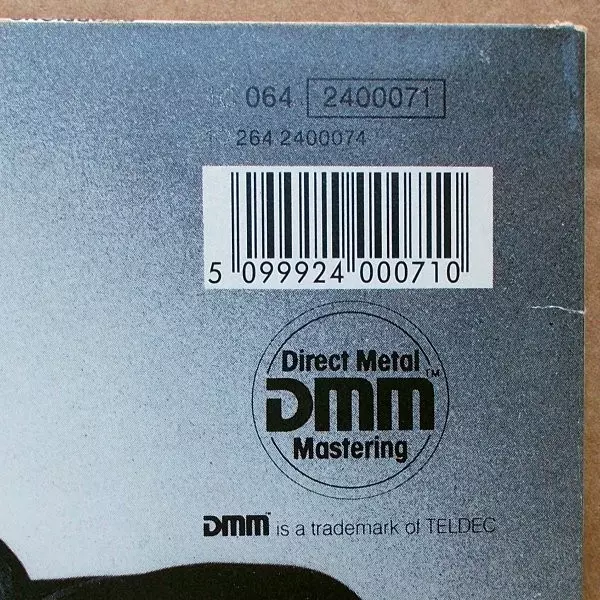 064 2400071
264 2400074
5 099924 000710
Direct Metal
DMM™
Mastering
DMM™ is a trademark of TELDEC